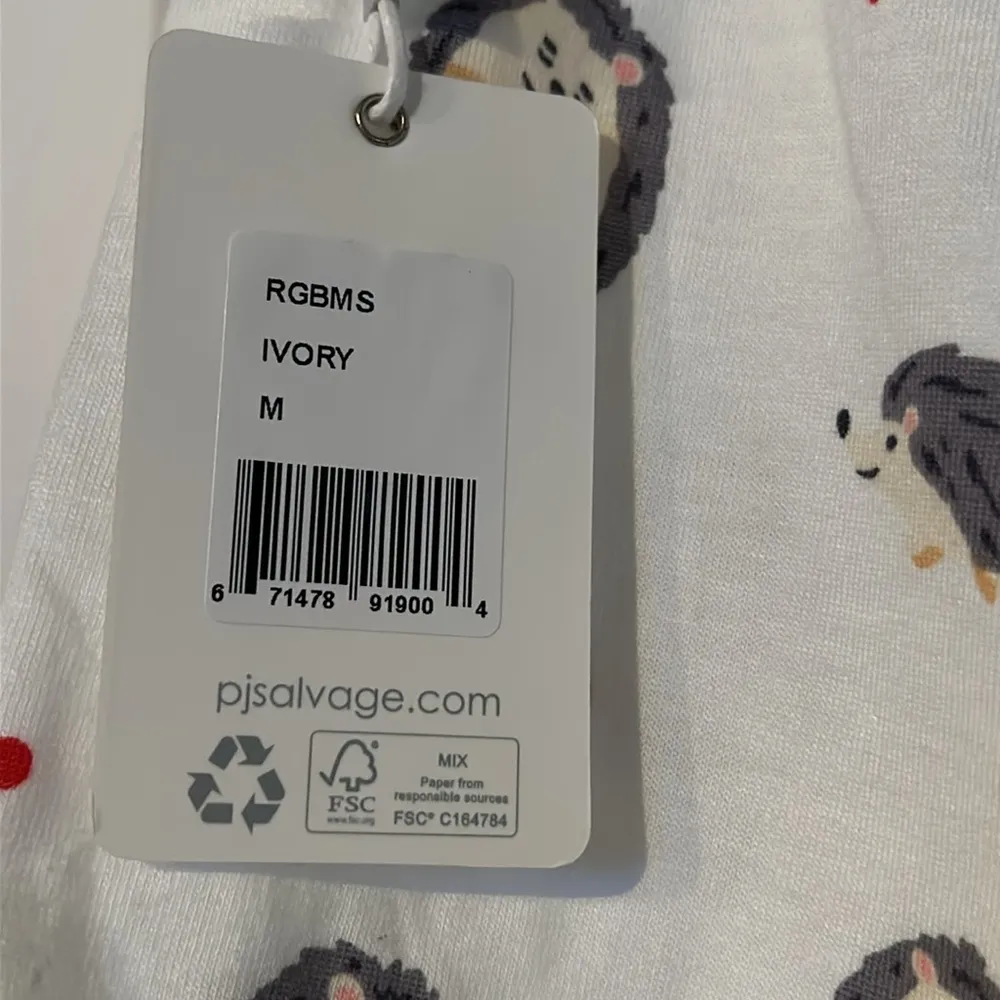 RGBMS
IVORY
M
6 71478 91900 4
pjsalvage.com
FSC
www.fsc.org
MIX
Paper from
responsible sources
FSC® C164784